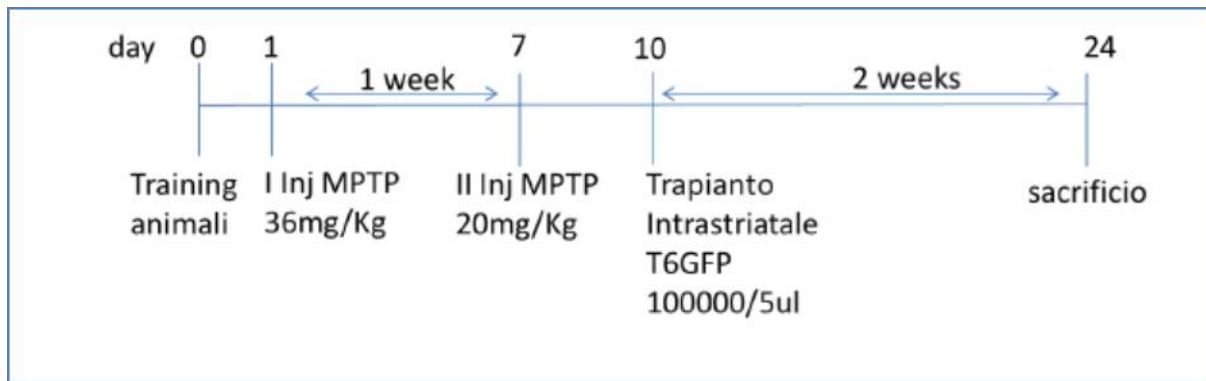 day 0 1 7 10 24
1 week 2 weeks
Training animali
I Inj MPTP 36mg/Kg
II Inj MPTP 20mg/Kg
Trapianto
Intrastriatale
T6GFP
100000/5ul
sacrificio